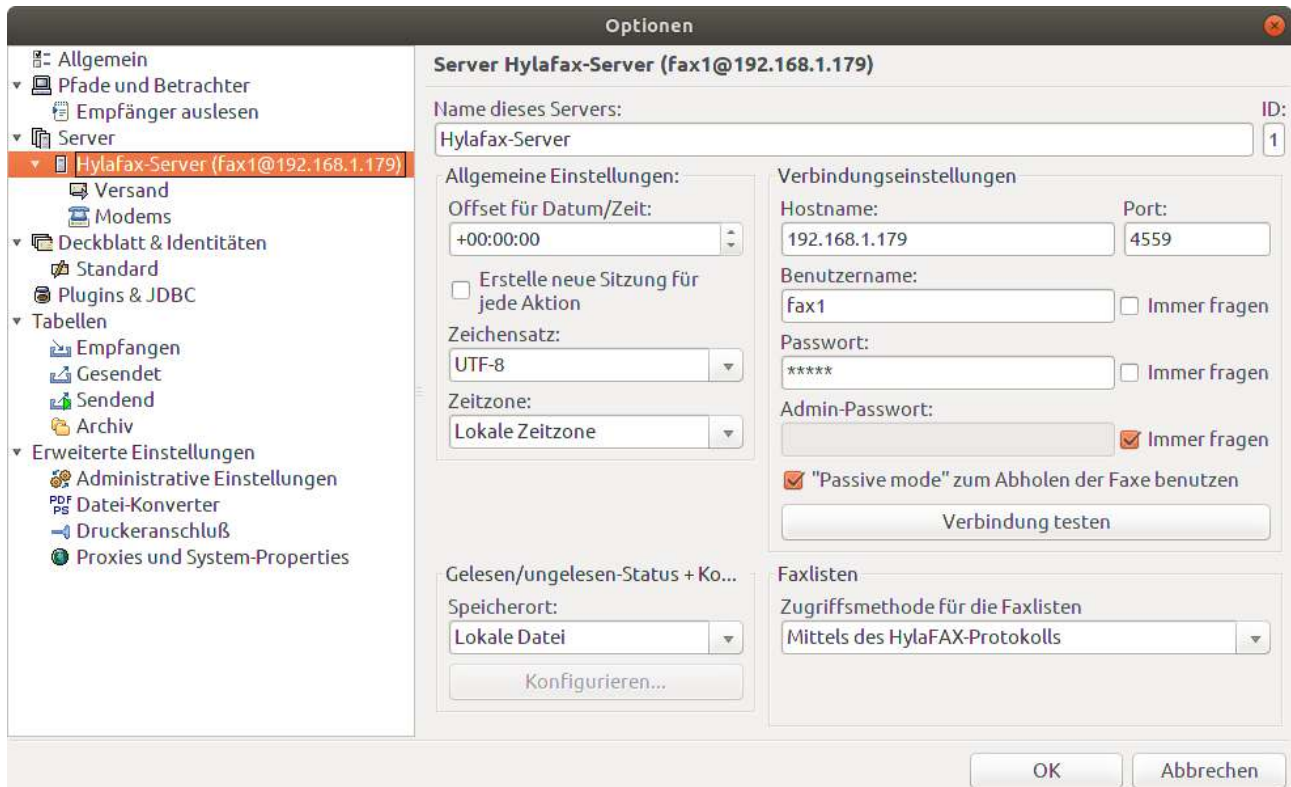 Optionen
Allgemein
Pfade und Betrachter
Empfänger auslesen
Server
Hylafax-Server (fax1@192.168.1.179)
Versand
Modems
Deckblatt & Identitäten
Standard
Plugins & JDBC
Tabellen
Empfangen
Gesendet
Sendend
Archiv
Erweiterte Einstellungen
Administrative Einstellungen
PDF PS Datei-Konverter
Druckeranschluß
Proxies und System-Properties
Server Hylafax-Server (fax1@192.168.1.179)
Name dieses Servers: ID:
Hylafax-Server 1
Allgemeine Einstellungen:
Offset für Datum/Zeit:
+00:00:00
Erstelle neue Sitzung für
jede Aktion
Zeichensatz:
UTF-8
Zeitzone:
Lokale Zeitzone
Verbindungseinstellungen
Hostname: Port:
192.168.1.179 4559
Benutzername:
fax1 Immer fragen
Passwort:
***** Immer fragen
Admin-Passwort:
Immer fragen
"Passive mode" zum Abholen der Faxe benutzen
Verbindung testen
Gelesen/ungelesen-Status + Ko...
Speicherort:
Lokale Datei
Konfigurieren...
Faxlisten
Zugriffsmethode für die Faxlisten
Mittels des HylaFAX-Protokolls
OK Abbrechen